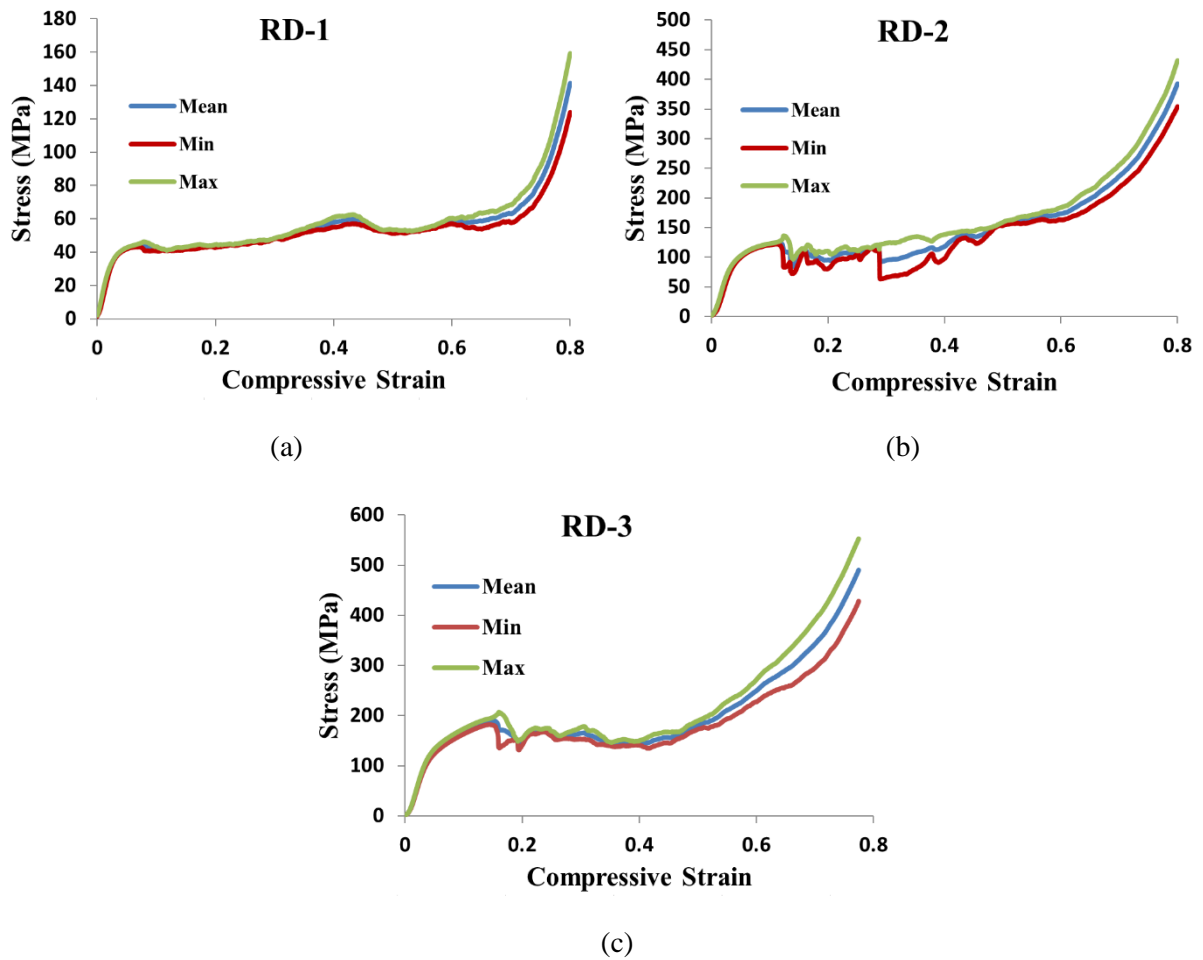 RD-1
Stress (MPa)
180
160
140
120
100
80
60
40
20
0
Mean
Min
Max
0
0.2
0.4
0.6
0.8
Compressive Strain
(a)
RD-2
Stress (MPa)
500
450
400
350
300
250
200
150
100
50
0
Mean
Min
Max
0
0.2
0.4
0.6
0.8
Compressive Strain
(b)
RD-3
Stress (MPa)
600
500
400
300
200
100
0
Mean
Min
Max
0
0.2
0.4
0.6
0.8
Compressive Strain
(c)